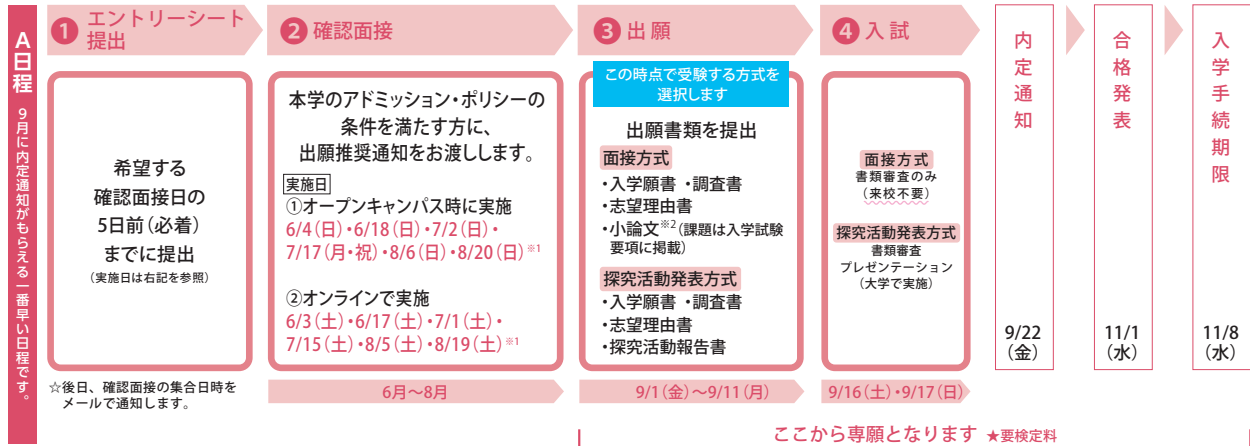 A日程
9月に内定通知がもらえる一番早い日程です。
❶ エントリーシート
提出
希望する
確認面接日の
5日前（必着）
までに提出
（実施日は右記を参照）
☆後日、確認面接の集合日時を
メールで通知します。
❷ 確認面接
本学のアドミッション・ポリシーの
条件を満たす方に、
出願推奨通知をお渡しします。
実施日
①オープンキャンパス時に実施
6/4（日）・6/18（日）・7/2（日）・
7/17（月・祝）・8/6（日）・8/20（日）※1
②オンラインで実施
6/3（土）・6/17（土）・7/1（土）・
7/15（土）・8/5（土）・8/19（土）※1
6月～8月
❸ 出願
この時点で受験する方式を
選択します
出願書類を提出
面接方式
・入学願書 ・調査書
・志望理由書
・小論文※2（課題は入学試験
要項に掲載）
探究活動発表方式
・入学願書 ・調査書
・志望理由書
・探究活動報告書
9/1（金）～9/11（月）
❹ 入試
面接方式
書類審査のみ
（来校不要）
探究活動発表方式
書類審査
プレゼンテーション
（大学で実施）
9/16（土）・9/17（日）
内定通知
9/22
（金）
合格発表
11/1
（水）
入学手続期限
11/8
（水）
ここから専願となります ★要検定料